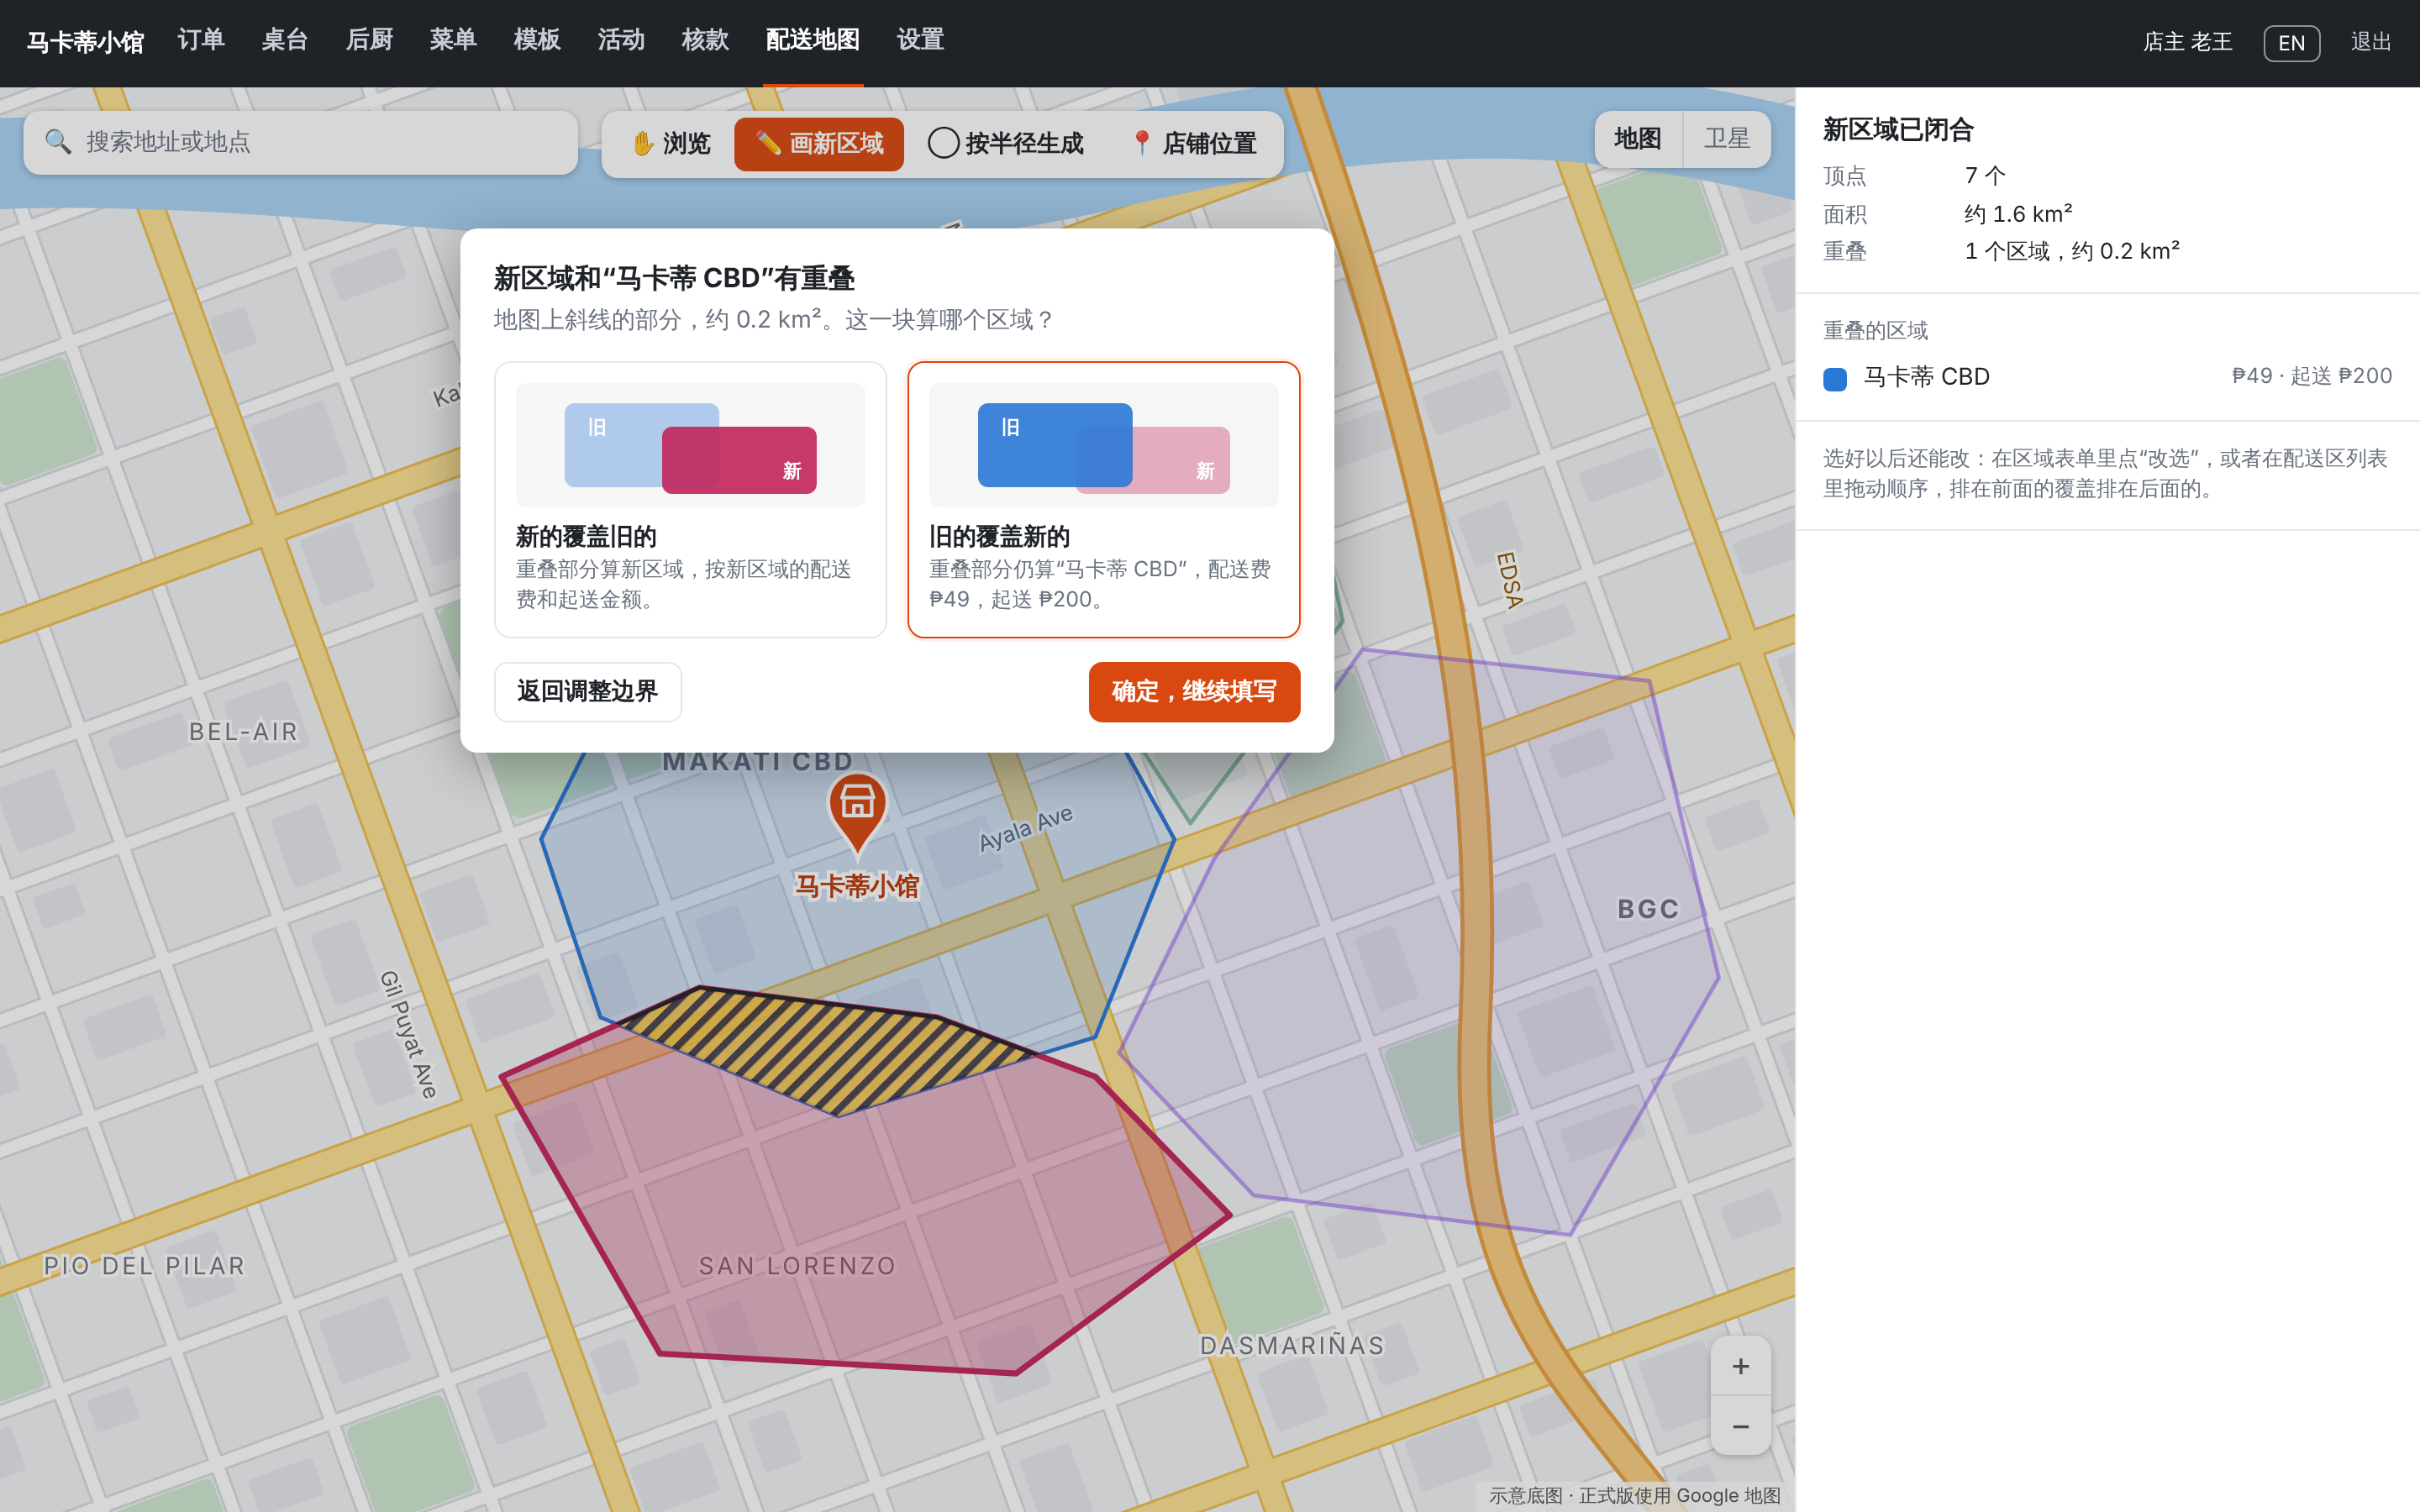 马卡蒂小馆 订单 桌台 后厨 菜单 模板 活动 核款 配送地图 设置 店主 老王 EN 退出
搜索地址或地点
浏览 画新区域 按半径生成 店铺位置
地图 卫星
新区域和“马卡蒂 CBD”有重叠
地图上斜线的部分，约 0.2 km²。这一块算哪个区域？
旧 新
新的覆盖旧的
重叠部分算新区域，按新区域的配送
费和起送金额。
旧 新
旧的覆盖新的
重叠部分仍算“马卡蒂 CBD”，配送费
₱49，起送 ₱200。
返回调整边界 确定，继续填写
EDSA
BEL-AIR
MAKATI CBD
Ayala Ave
马卡蒂小馆
BGC
Gil Puyat Ave
PIO DEL PILAR
SAN LORENZO
DASMARIÑAS
+
−
示意底图 · 正式版使用 Google 地图
新区域已闭合
顶点 7 个
面积 约 1.6 km²
重叠 1 个区域，约 0.2 km²
重叠的区域
马卡蒂 CBD ₱49 · 起送 ₱200
选好以后还能改：在区域表单里点“改选”，或者在配送区列表
里拖动顺序，排在前面的覆盖排在后面的。